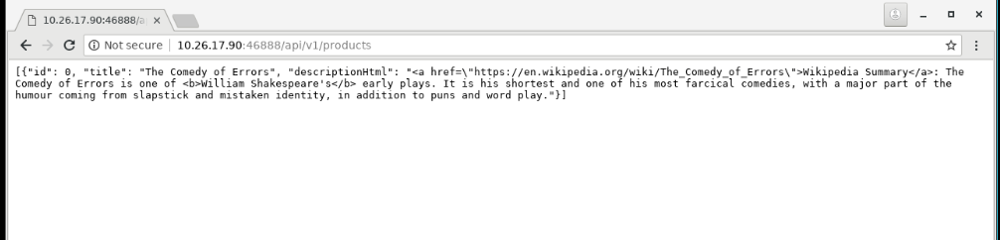 10.26.17.90:46888/a
Not secure 10.26.17.90:46888/api/v1/products
[{"id": 0, "title": "The Comedy of Errors", "descriptionHtml": "<a href=\"https://en.wikipedia.org/wiki/The_Comedy_of_Errors\">Wikipedia Summary</a>: The
Comedy of Errors is one of <b>William Shakespeare's</b> early plays. It is his shortest and one of his most farcical comedies, with a major part of the
humour coming from slapstick and mistaken identity, in addition to puns and word play."}]